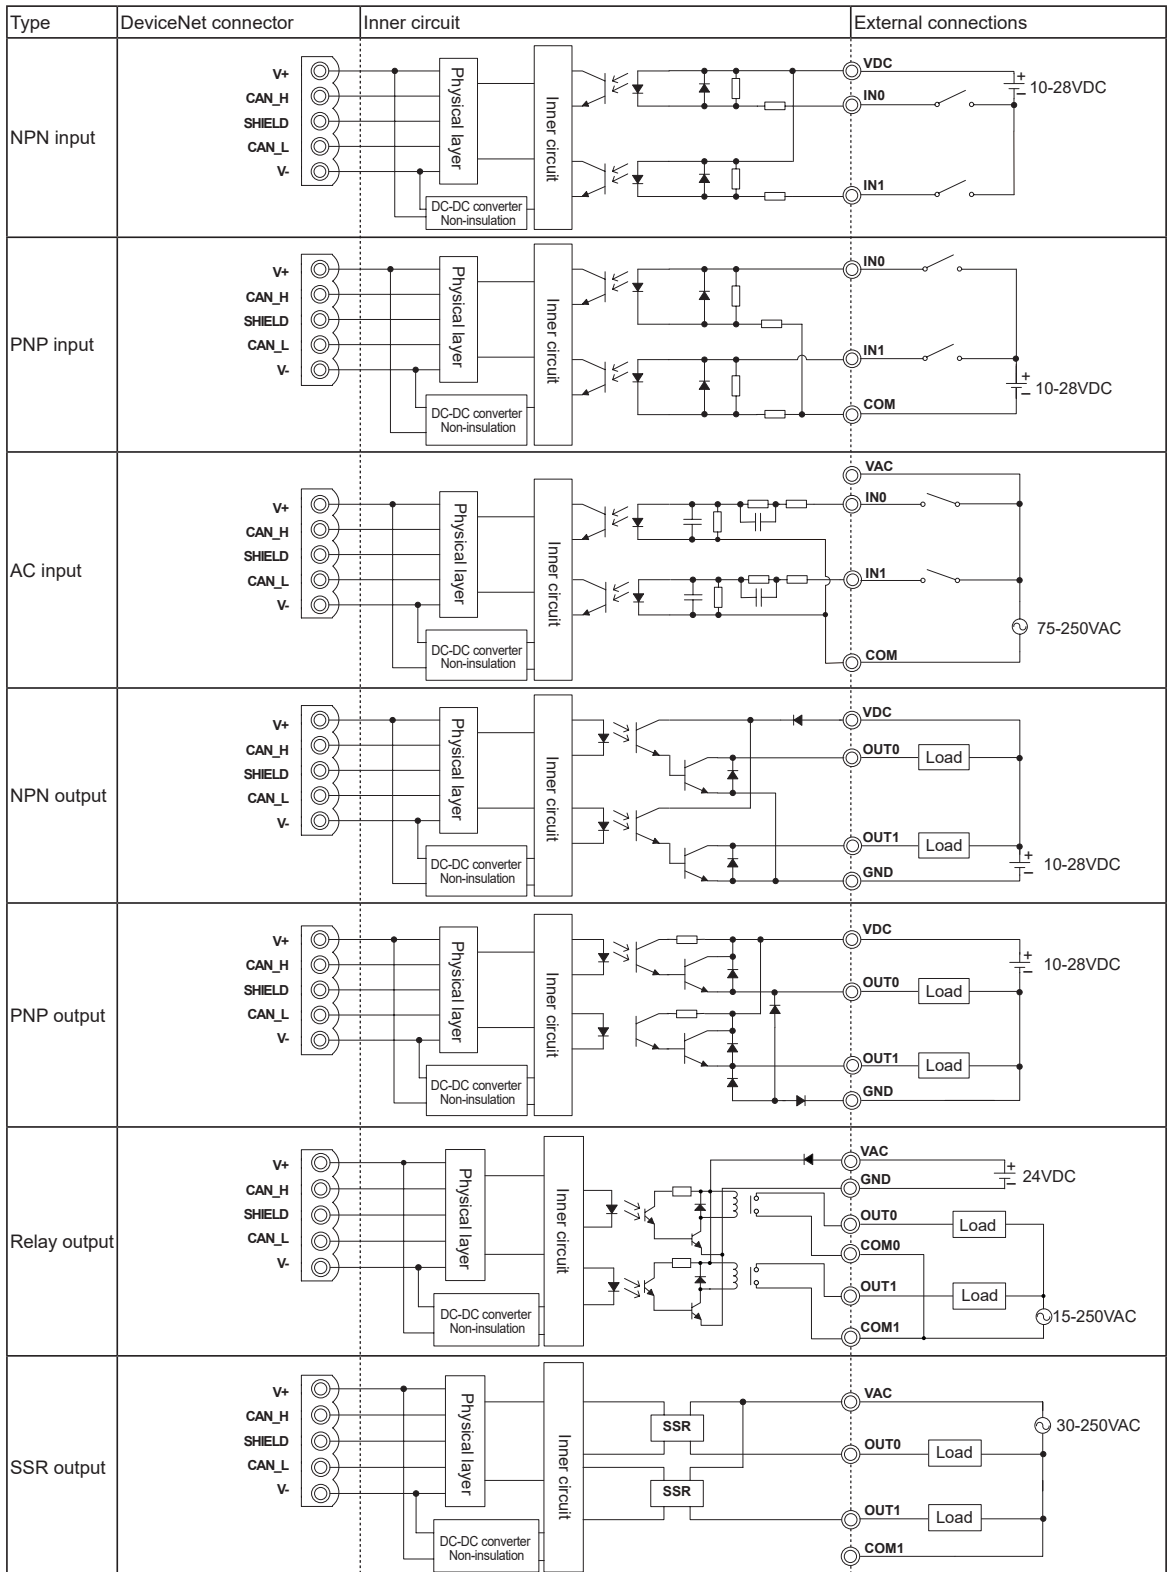 Type DeviceNet connector Inner circuit External connections
NPN input
V+
CAN_H
SHIELD
CAN_L
V-
Physical layer
DC-DC converter
Non-insulation
Inner circuit
VDC
IN0
IN1
+
10-28VDC
−
PNP input
V+
CAN_H
SHIELD
CAN_L
V-
Physical layer
DC-DC converter
Non-insulation
Inner circuit
IN0
IN1
COM
+
10-28VDC
−
AC input
V+
CAN_H
SHIELD
CAN_L
V-
Physical layer
DC-DC converter
Non-insulation
Inner circuit
VAC
IN0
IN1
COM
75-250VAC
NPN output
V+
CAN_H
SHIELD
CAN_L
V-
Physical layer
DC-DC converter
Non-insulation
Inner circuit
VDC
OUT0
Load
OUT1
Load
GND
+
10-28VDC
−
PNP output
V+
CAN_H
SHIELD
CAN_L
V-
Physical layer
DC-DC converter
Non-insulation
Inner circuit
VDC
+
10-28VDC
−
OUT0
Load
OUT1
Load
GND
Relay output
V+
CAN_H
SHIELD
CAN_L
V-
Physical layer
DC-DC converter
Non-insulation
Inner circuit
VAC
GND
+
24VDC
−
OUT0
Load
COM0
OUT1
Load
COM1
15-250VAC
SSR output
V+
CAN_H
SHIELD
CAN_L
V-
Physical layer
DC-DC converter
Non-insulation
Inner circuit
SSR
SSR
VAC
30-250VAC
OUT0
Load
OUT1
Load
COM1